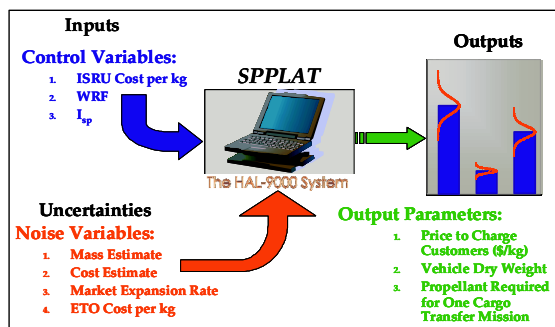 Inputs
Control Variables:
1. ISRU Cost per kg
2. WRF
3. Isp
SPPLAT
The HAL-9000 System
Outputs
Uncertainties
Noise Variables:
1. Mass Estimate
2. Cost Estimate
3. Market Expansion Rate
4. ETO Cost per kg
Output Parameters:
1. Price to Charge
Customers ($/kg)
2. Vehicle Dry Weight
3. Propellant Required
for One Cargo
Transfer Mission